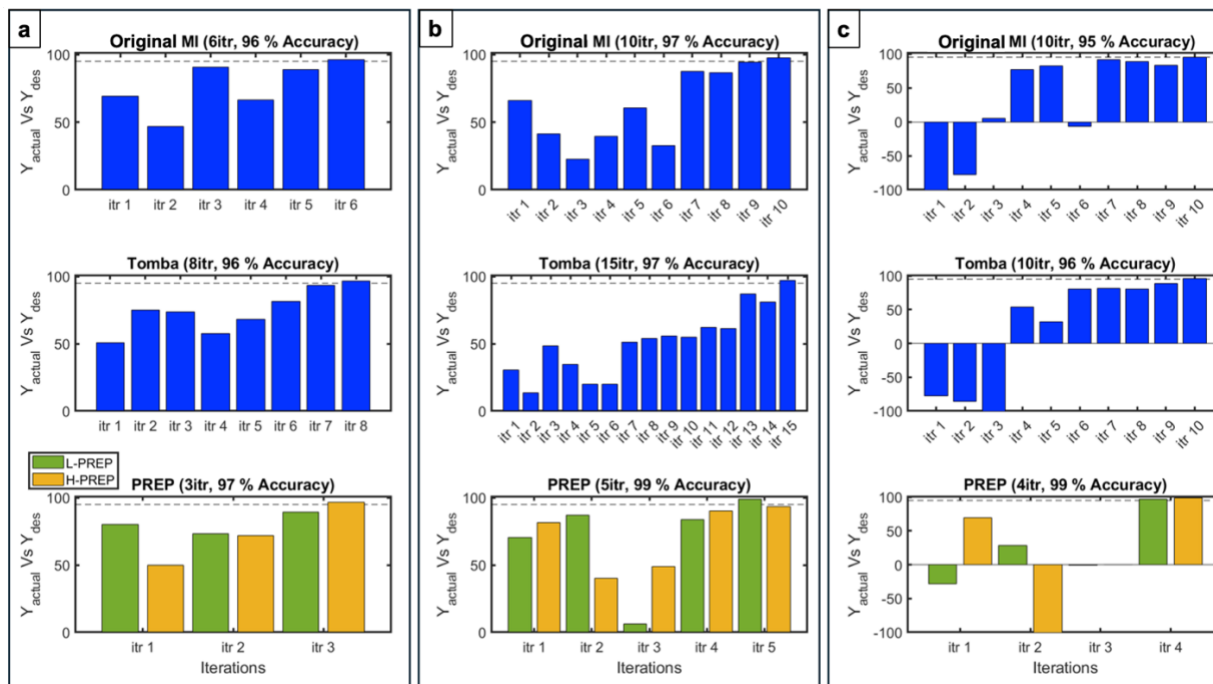 a
Original MI (6itr, 96 % Accuracy)
Y_actual Vs Y_des
100
50
0
itr 1 itr 2 itr 3 itr 4 itr 5 itr 6
Tomba (8itr, 96 % Accuracy)
Y_actual Vs Y_des
100
50
0
itr 1 itr 2 itr 3 itr 4 itr 5 itr 6 itr 7 itr 8
L-PREP
H-PREP
PREP (3itr, 97 % Accuracy)
Y_actual Vs Y_des
100
50
0
itr 1 itr 2 itr 3
Iterations
b
Original MI (10itr, 97 % Accuracy)
Y_actual Vs Y_des
100
50
0
itr 1 itr 2 itr 3 itr 4 itr 5 itr 6 itr 7 itr 8 itr 9 itr 10
Tomba (15itr, 97 % Accuracy)
Y_actual Vs Y_des
100
50
0
itr 1 itr 2 itr 3 itr 4 itr 5 itr 6 itr 7 itr 8 itr 9 itr 10 itr 11 itr 12 itr 13 itr 14 itr 15
PREP (5itr, 99 % Accuracy)
Y_actual Vs Y_des
100
50
0
itr 1 itr 2 itr 3 itr 4 itr 5
Iterations
c
Original MI (10itr, 95 % Accuracy)
Y_actual Vs Y_des
100
50
0
-50
-100
itr 1 itr 2 itr 3 itr 4 itr 5 itr 6 itr 7 itr 8 itr 9 itr 10
Tomba (10itr, 96 % Accuracy)
Y_actual Vs Y_des
100
50
0
-50
-100
itr 1 itr 2 itr 3 itr 4 itr 5 itr 6 itr 7 itr 8 itr 9 itr 10
PREP (4itr, 99 % Accuracy)
Y_actual Vs Y_des
100
50
0
-50
-100
itr 1 itr 2 itr 3 itr 4
Iterations